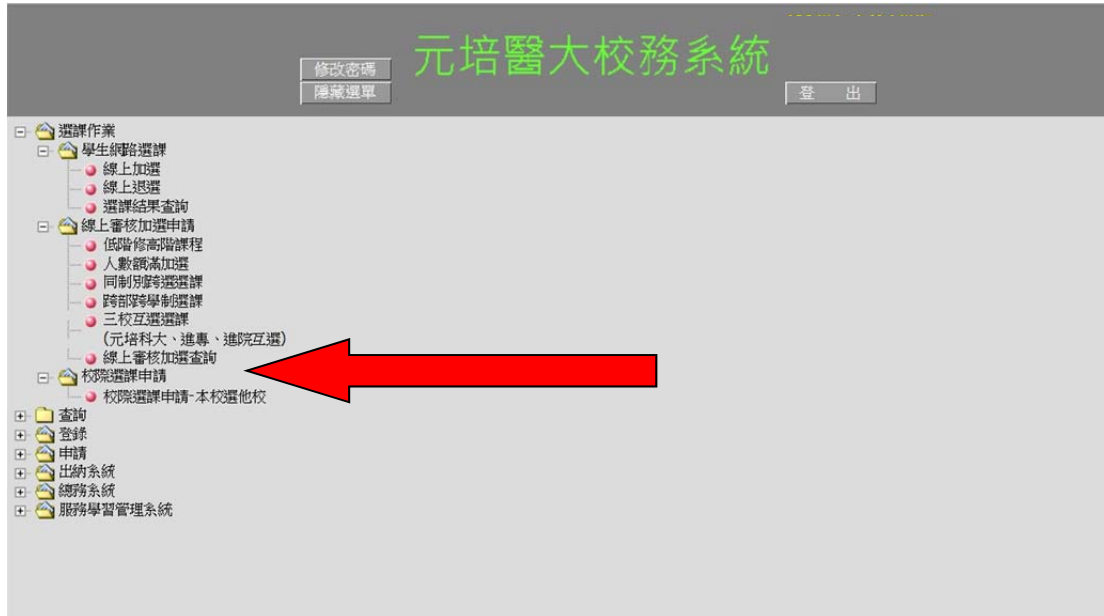 元培醫大校務系統
修改密碼
隱藏選單
登 出
選課作業
學生網路選課
線上加選
線上退選
選課結果查詢
線上審核加選申請
低階修高階課程
人數額滿加選
同制別跨選選課
跨部跨學制選課
三校互選選課
(元培科大、進專、進院互選)
線上審核加選查詢
校際選課申請
校際選課申請-本校選他校
查詢
登錄
申請
出納系統
總務系統
服務學習管理系統